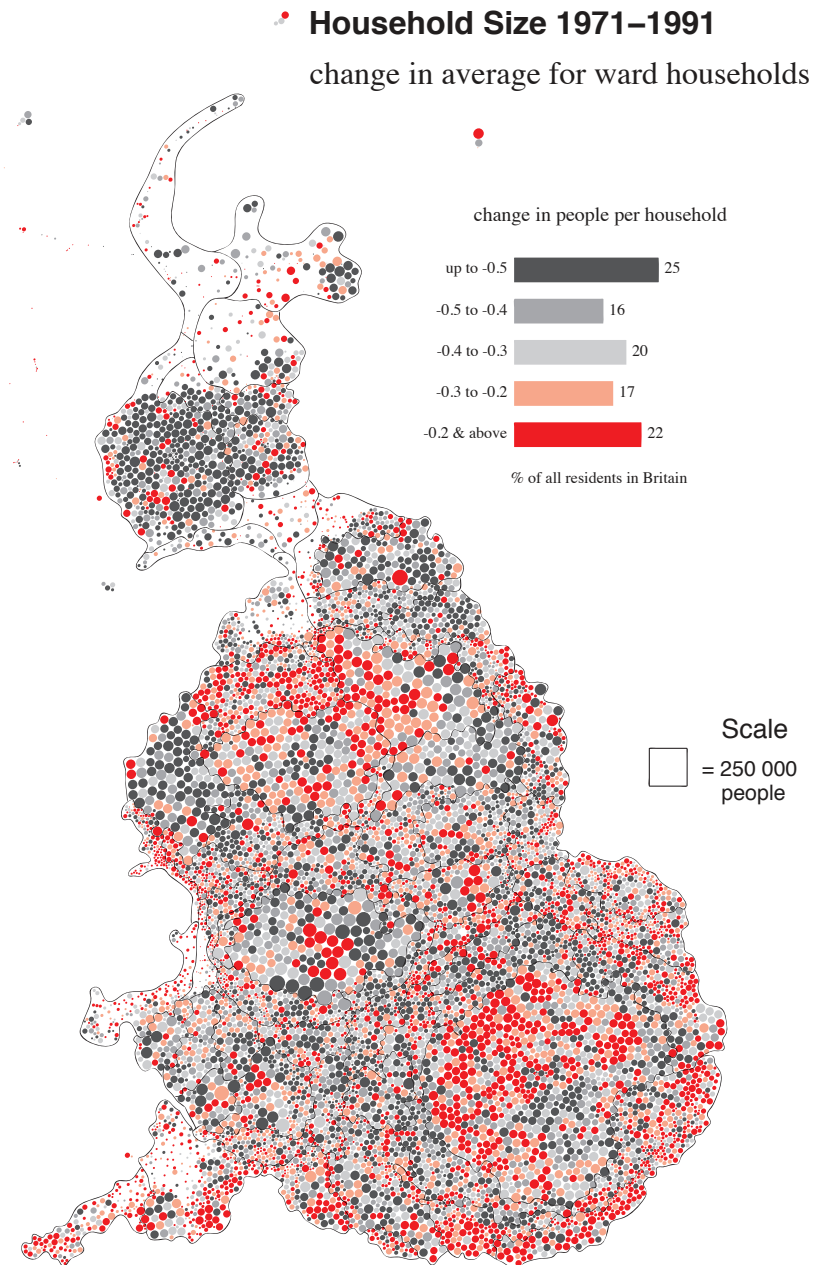 Household Size 1971–1991
change in average for ward households
change in people per household
up to -0.5 25
-0.5 to -0.4 16
-0.4 to -0.3 20
-0.3 to -0.2 17
-0.2 & above 22
% of all residents in Britain
Scale
= 250 000
people